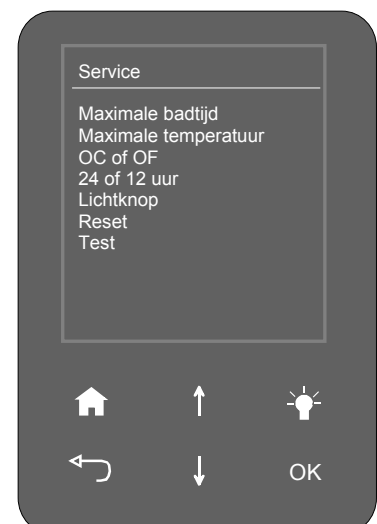 Service
Maximale badtijd
Maximale temperatuur
OC of OF
24 of 12 uur
Lichtknop
Reset
Test
OK